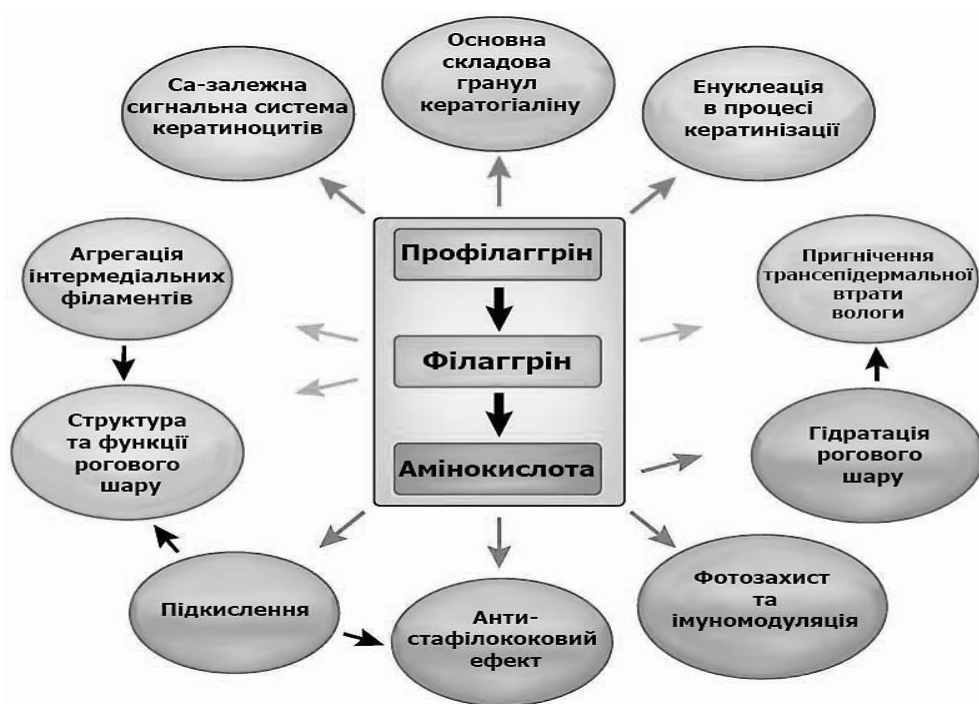 Основна
складова
гранул
кератогіаліну
Са-залежна
сигнальна система
кератиноцитів
Енуклеація
в процесі
кератинізації
Агрегація
інтермедіальних
філаментів
Профілаггрін
Пригнічення
трансепідермальної
втрати
вологи
Філаггрін
Структура
та функції
рогового
шару
Амінокислота
Гідратація
рогового
шару
Підкислення
Анти-
стафілококовий
ефект
Фотозахист
та
імуномодуляція